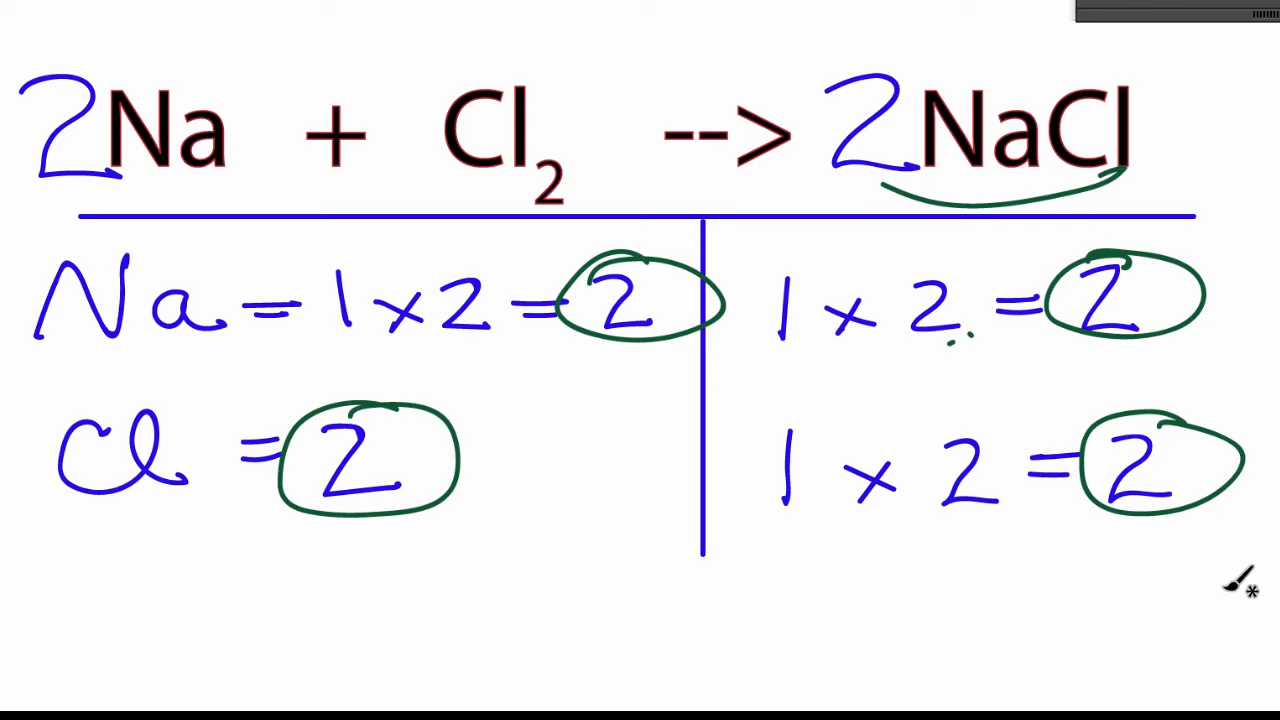 2Na + Cl₂ --> 2NaCl
Na = 1 x 2 = 2 1 x 2 = 2
Cl = 2 1 x 2 = 2